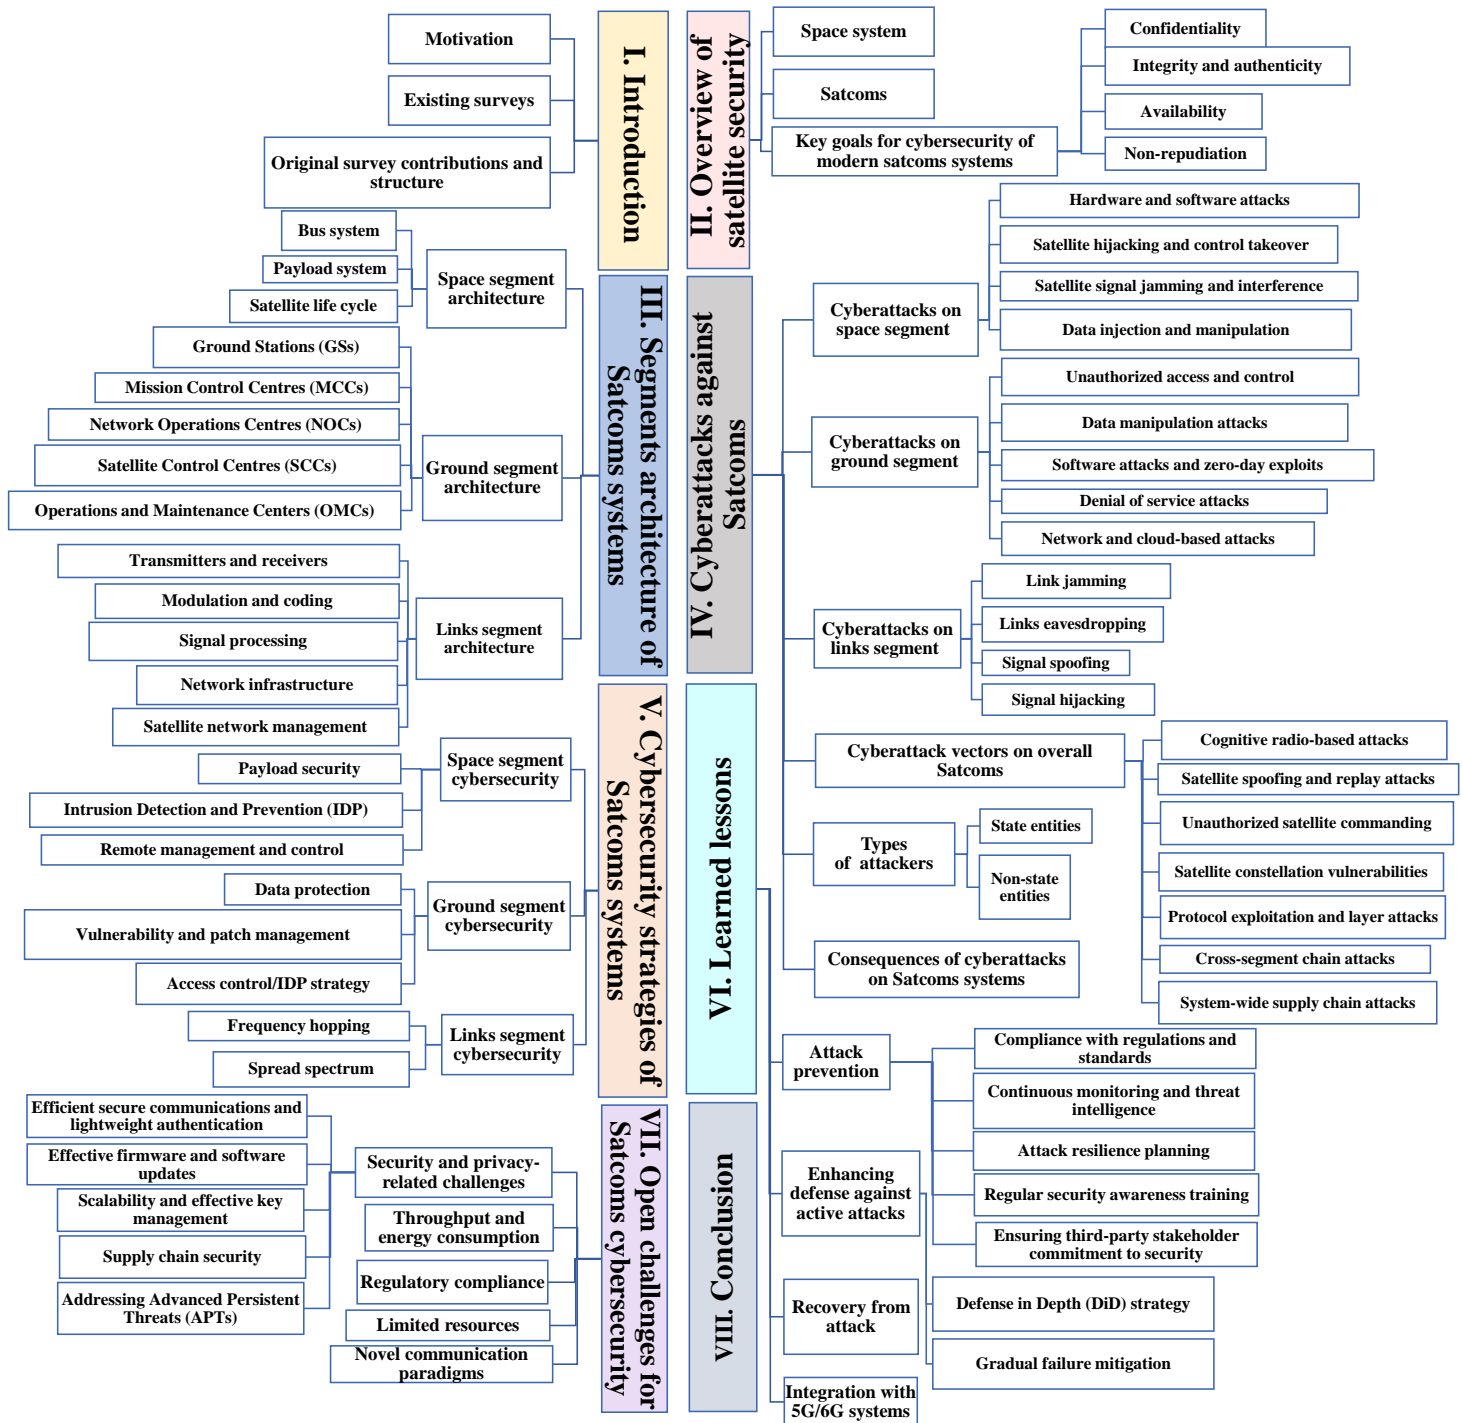 I. Introduction
Motivation
Existing surveys
Original survey contributions and
structure
II. Overview of
satellite security
Space system
Satcoms
Key goals for cybersecurity of
modern satcoms systems
Confidentiality
Integrity and authenticity
Availability
Non-repudiation
III. Segments architecture of
Satcoms systems
Space segment
architecture
Bus system
Payload system
Satellite life cycle
Ground segment
architecture
Ground Stations (GSs)
Mission Control Centres (MCCs)
Network Operations Centres (NOCs)
Satellite Control Centres (SCCs)
Operations and Maintenance Centers (OMCs)
Links segment
architecture
Transmitters and receivers
Modulation and coding
Signal processing
Network infrastructure
Satellite network management
IV. Cyberattacks against
Satcoms
Cyberattacks on
space segment
Hardware and software attacks
Satellite hijacking and control takeover
Satellite signal jamming and interference
Data injection and manipulation
Cyberattacks on
ground segment
Unauthorized access and control
Data manipulation attacks
Software attacks and zero-day exploits
Denial of service attacks
Network and cloud-based attacks
Cyberattacks on
links segment
Link jamming
Links eavesdropping
Signal spoofing
Signal hijacking
Cyberattack vectors on overall
Satcoms
Cognitive radio-based attacks
Satellite spoofing and replay attacks
Unauthorized satellite commanding
Satellite constellation vulnerabilities
Protocol exploitation and layer attacks
Cross-segment chain attacks
System-wide supply chain attacks
Types
of attackers
State entities
Non-state
entities
Consequences of cyberattacks
on Satcoms systems
V. Cybersecurity strategies of
Satcoms systems
Space segment
cybersecurity
Payload security
Intrusion Detection and Prevention (IDP)
Remote management and control
Ground segment
cybersecurity
Data protection
Vulnerability and patch management
Access control/IDP strategy
Links segment
cybersecurity
Frequency hopping
Spread spectrum
VI. Learned lessons
Attack
prevention
Compliance with regulations and
standards
Continuous monitoring and threat
intelligence
Attack resilience planning
Regular security awareness training
Ensuring third-party stakeholder
commitment to security
Enhancing
defense against
active attacks
Defense in Depth (DiD) strategy
Gradual failure mitigation
Recovery from
attack
Integration with
5G/6G systems
VII. Open challenges for
Satcoms cybersecurity
Security and privacy-
related challenges
Efficient secure communications and
lightweight authentication
Effective firmware and software
updates
Scalability and effective key
management
Supply chain security
Addressing Advanced Persistent
Threats (APTs)
Throughput and
energy consumption
Regulatory compliance
Limited resources
Novel communication
paradigms
VIII. Conclusion